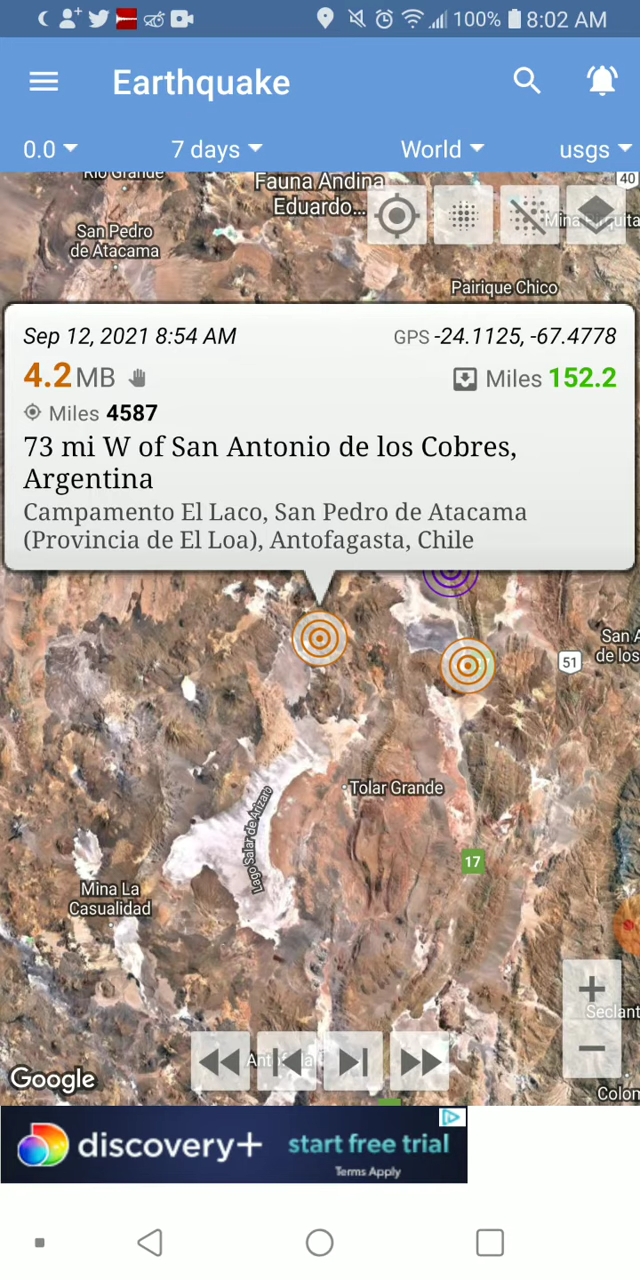 100% 8:02 AM
Earthquake
0.0 7 days World usgs
Rio Grande
Fauna Andina
Eduardo...
40
San Pedro
de Atacama
Pairique Chico
Sep 12, 2021 8:54 AM
GPS -24.1125, -67.4778
4.2 MB
Miles 152.2
Miles 4587
73 mi W of San Antonio de los Cobres,
Argentina
Campamento El Laco, San Pedro de Atacama
(Provincia de El Loa), Antofagasta, Chile
San A
de los
51
Tolar Grande
Lago Salar de Arizaro
17
Mina La
Casualidad
Seclant
+
−
Google
Colon
discovery+ start free trial
Terms Apply